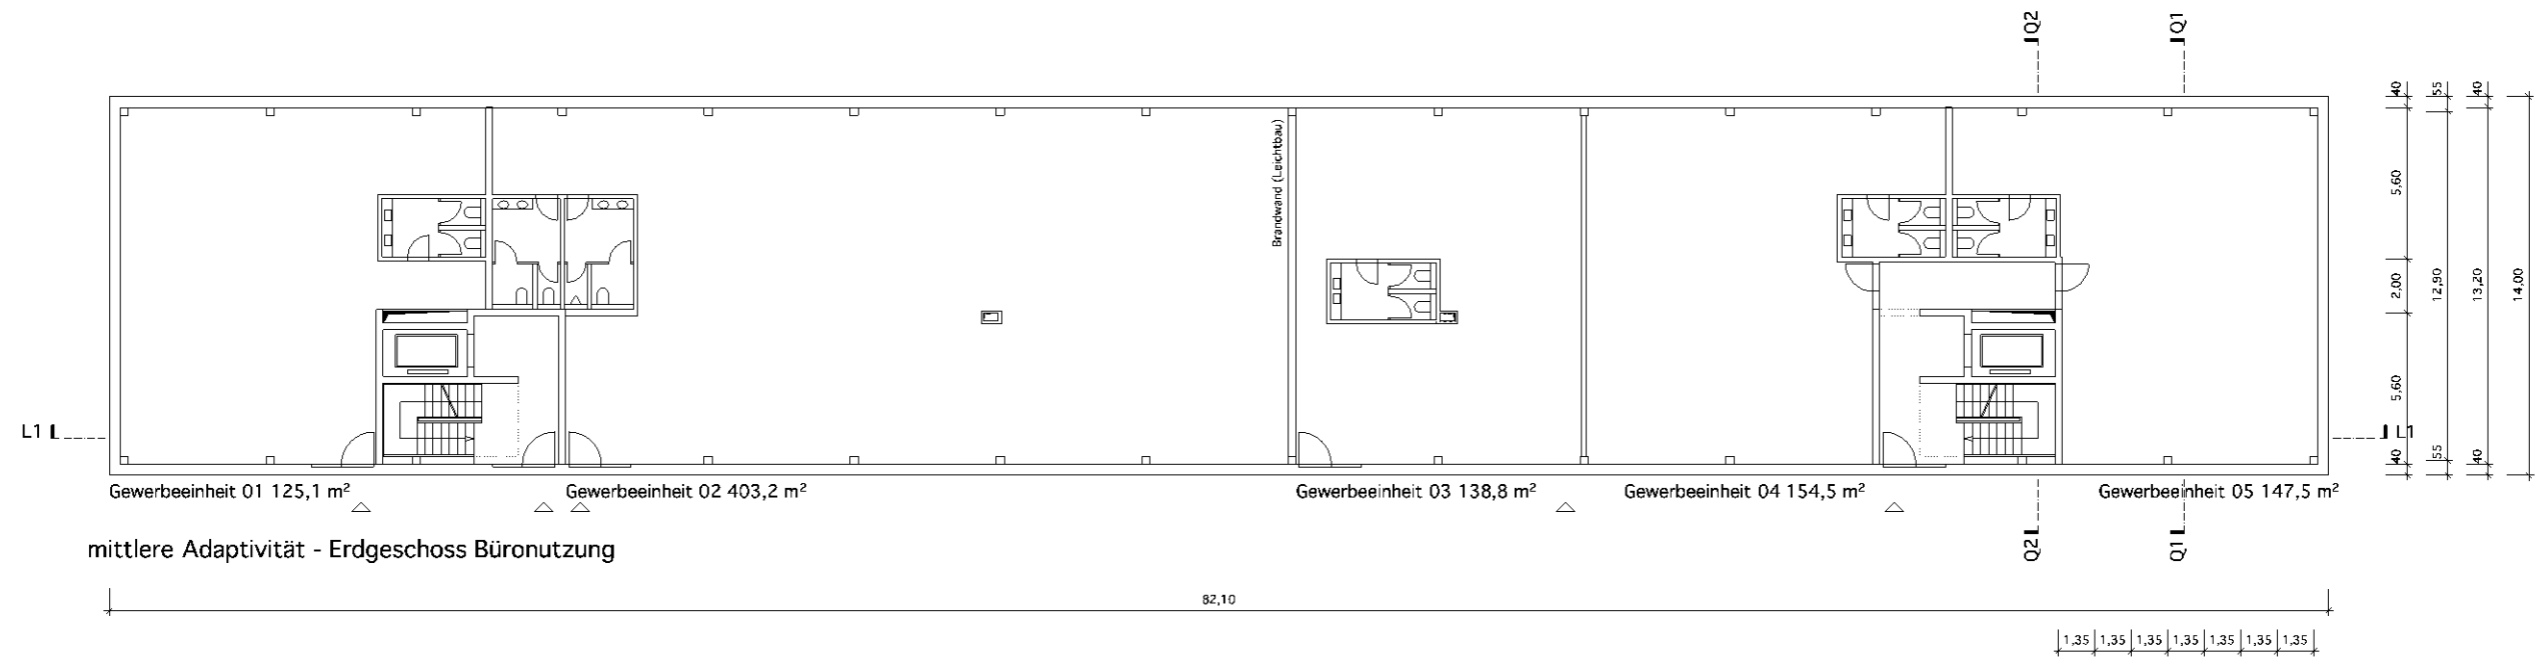 Q2
Q1
40
55
40
Brandwand (Leichtbau)
5,60
2,00
12,90
13,20
14,00
5,60
L1
L1
40
55
40
Gewerbeeinheit 01 125,1 m²
Gewerbeeinheit 02 403,2 m²
Gewerbeeinheit 03 138,8 m²
Gewerbeeinheit 04 154,5 m²
Gewerbeeinheit 05 147,5 m²
mittlere Adaptivität - Erdgeschoss Büronutzung
Q2
Q1
82,10
1,35 1,35 1,35 1,35 1,35 1,35 1,35